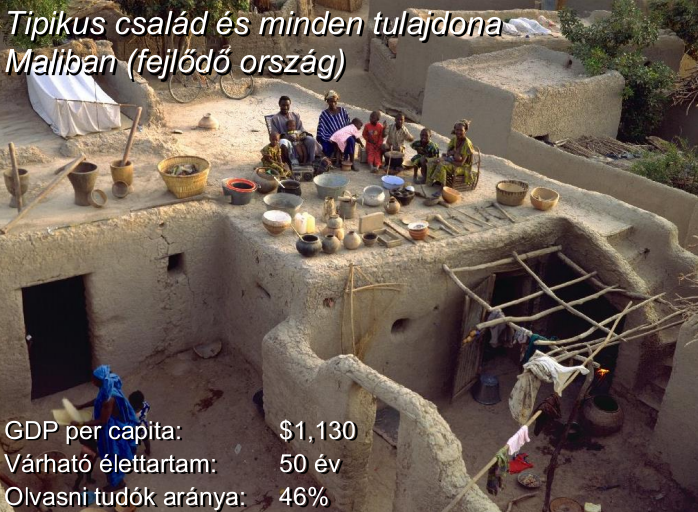 Tipikus család és minden tulajdona
Maliban (fejlődő ország)
GDP per capita: $1,130
Várható élettartam: 50 év
Olvasni tudók aránya: 46%